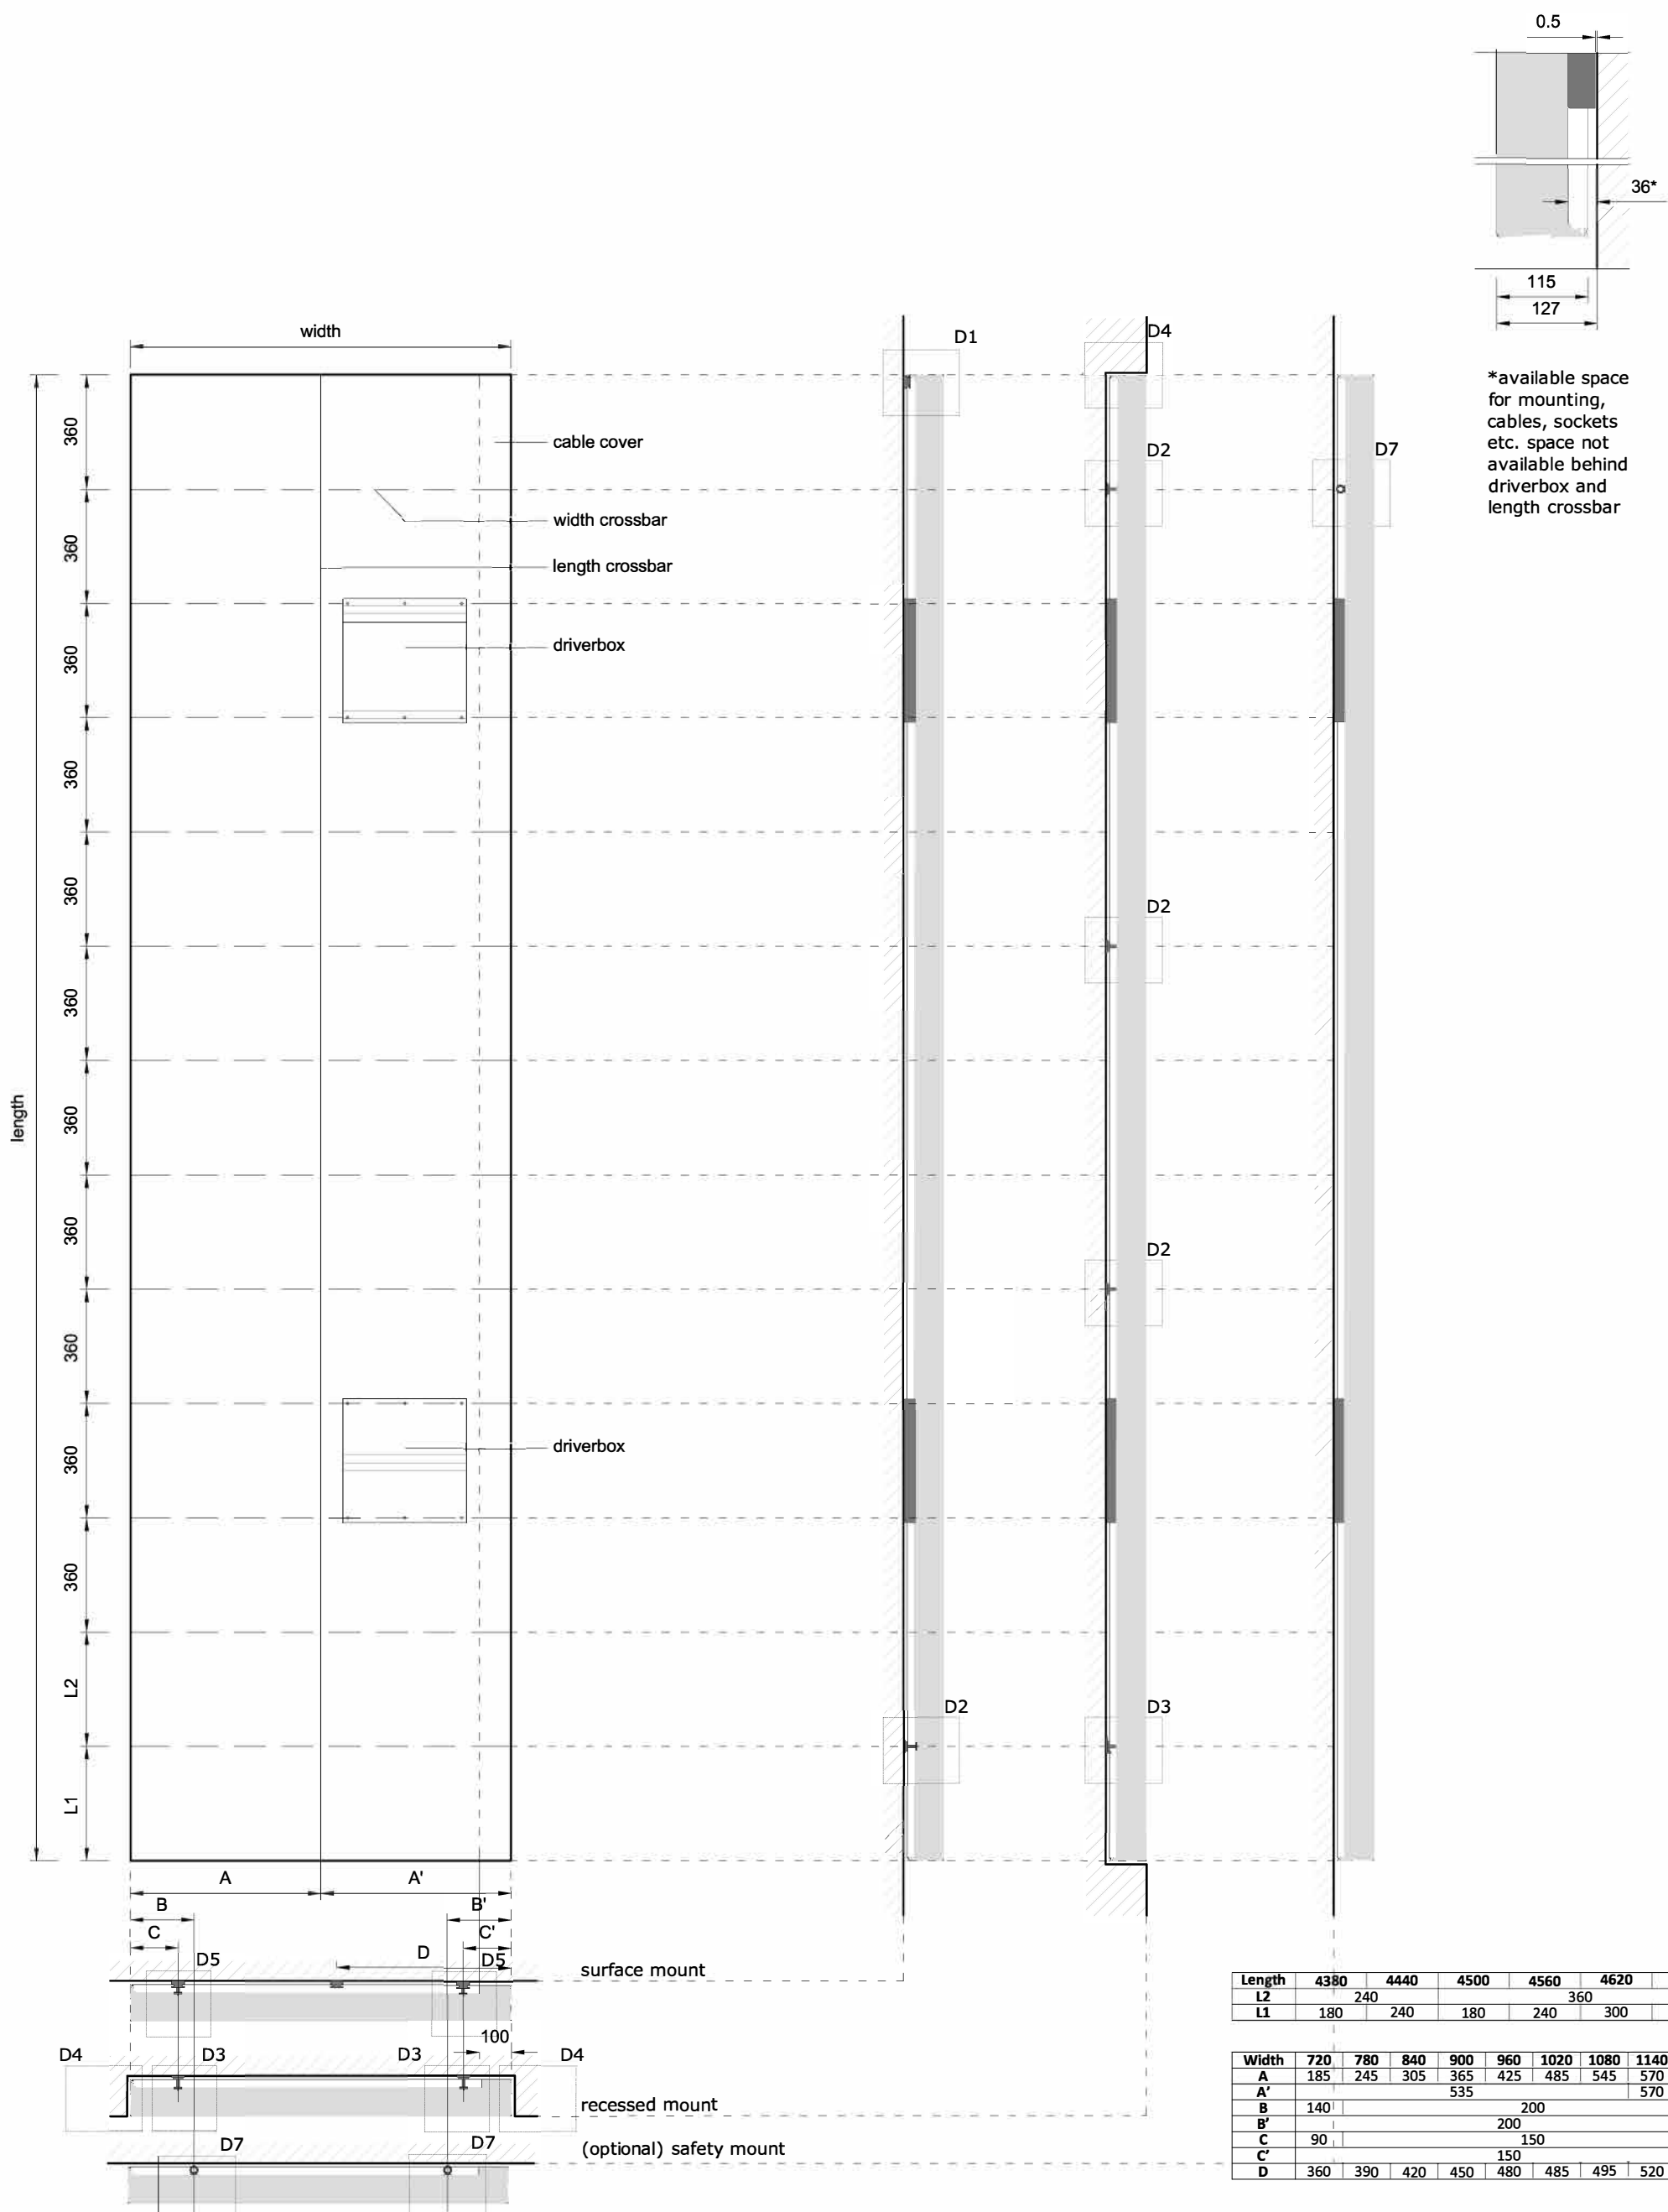 0.5
36*
115
127
*available space
for mounting,
cables, sockets
etc. space not
available behind
driverbox and
length crossbar
width
D1
D4
360
cable cover
D2
D7
360
width crossbar
length crossbar
360
driverbox
360
360
D2
360
360
360
D2
360
360
driverbox
360
L2
D2
D3
L1
length
A
A'
B
B'
C
C'
D5
D
D5
surface mount
100
D4
D3
D3
D4
recessed mount
D7
D7
(optional) safety mount
Length 4380 4440 4500 4560 4620
L2 240 360
L1 180 240 180 240 300
Width 720 780 840 900 960 1020 1080 1140
A 185 245 305 365 425 485 545 570
A' 535 570
B 140 200
B' 200
C 90 150
C' 150
D 360 390 420 450 480 485 495 520